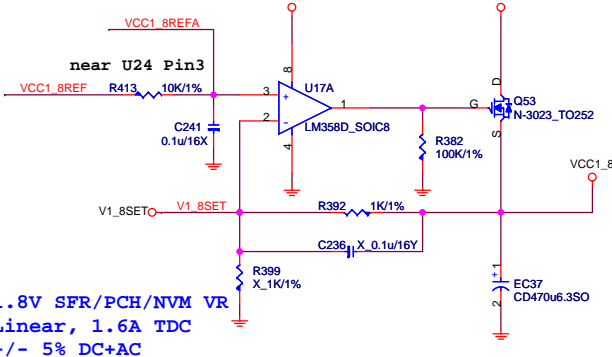 VCC1_8REFA
near U24 Pin3
VCC1_8REF
R413
10K/1%
C241
0.1u/16X
3
2
8
4
1
+
-
U17A
LM358D_SOIC8
R382
100K/1%
D
G
S
Q53
N-3023_TO252
VCC1_8
V1_8SET
V1_8SET
R392
1K/1%
C236
X_0.1u/16Y
R399
X_1K/1%
+
1
2
EC37
CD470u6.3SO
1.8V SFR/PCH/NVM VR
Linear, 1.6A TDC
+/- 5% DC+AC